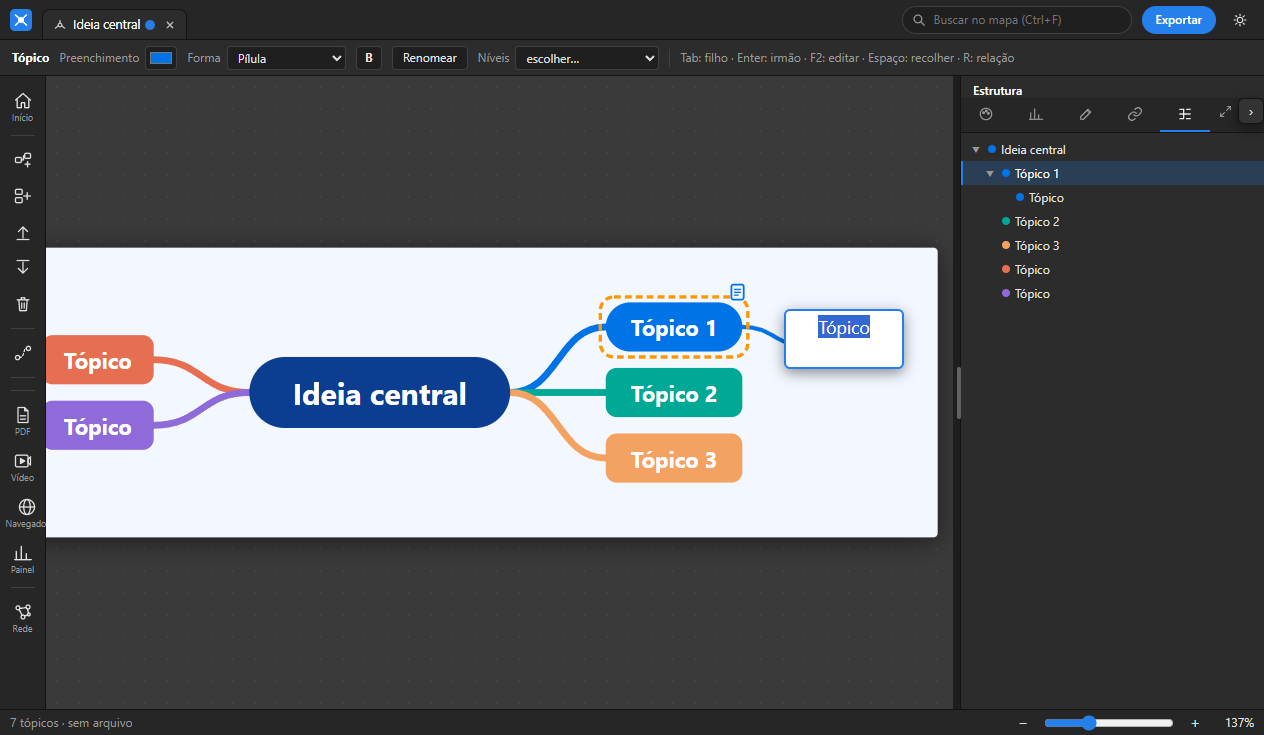 Ideia central
Buscar no mapa (Ctrl+F)
Exportar
Tópico
Preenchimento
Forma
Pílula
B
Renomear
Níveis
escolher...
Tab: filho · Enter: irmão · F2: editar · Espaço: recolher · R: relação
Início
PDF
Vídeo
Navegado
Painel
Rede
Tópico
Tópico
Ideia central
Tópico 1
Tópico 2
Tópico 3
Tópico
Estrutura
Ideia central
Tópico 1
Tópico
Tópico 2
Tópico 3
Tópico
Tópico
7 tópicos · sem arquivo
137%